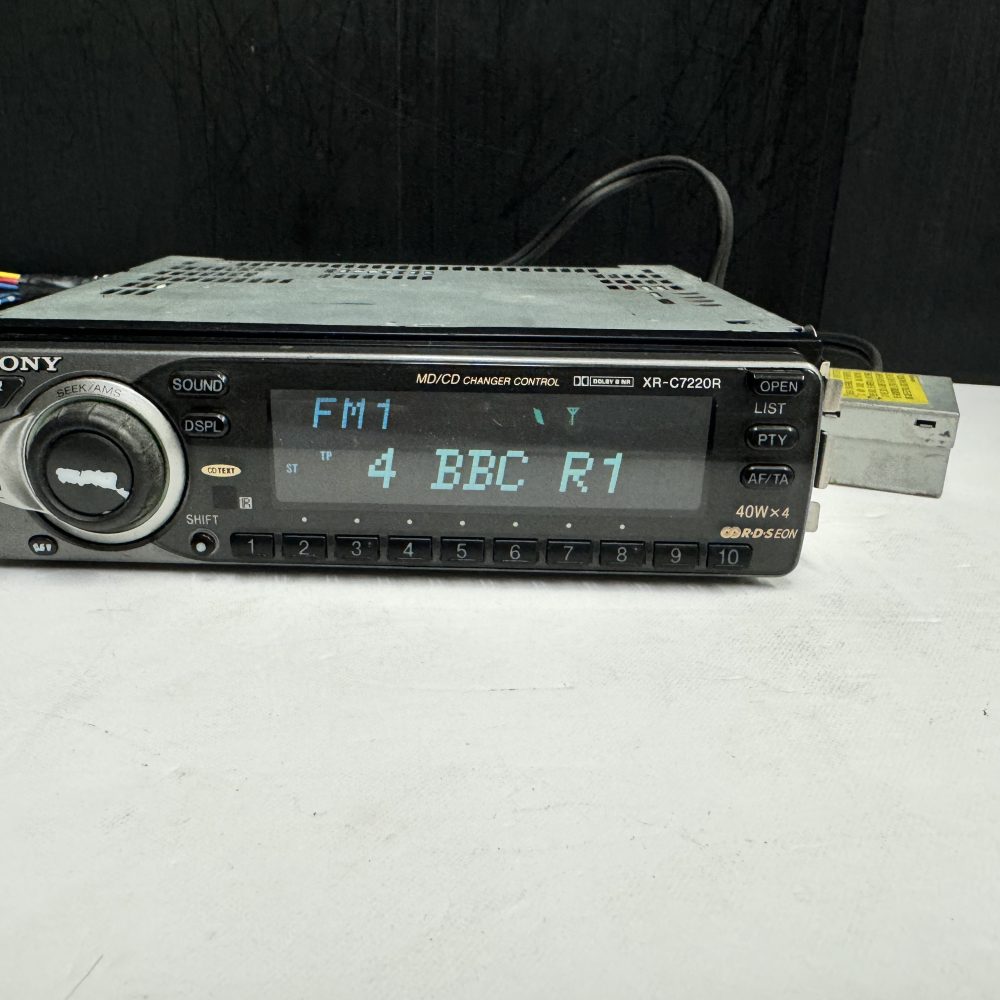 ONY
SEEK/AMS
SOUND
DSPL
MD/CD CHANGER CONTROL
DOLBY B NR
XR-C7220R
OPEN
LIST
PTY
AF/TA
FM1
ST
TP
4 BBC R1
CD TEXT
SHIFT
40W×4
R·D·S EON
1 2 3 4 5 6 7 8 9 10